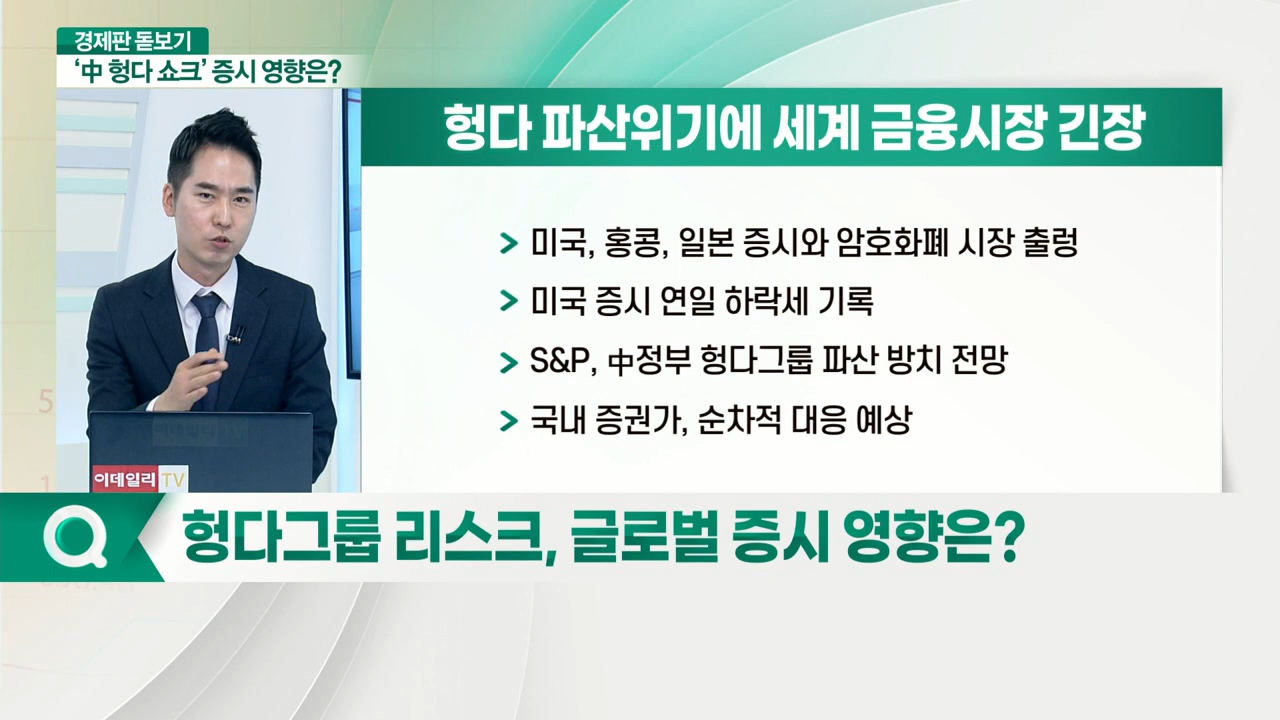 경제판 돋보기
‘中 헝다 쇼크’ 증시 영향은?
헝다 파산위기에 세계 금융시장 긴장
> 미국, 홍콩, 일본 증시와 암호화폐 시장 출렁
> 미국 증시 연일 하락세 기록
> S&P, 中정부 헝다그룹 파산 방치 전망
> 국내 증권가, 순차적 대응 예상
이데일리 TV
헝다그룹 리스크, 글로벌 증시 영향은?